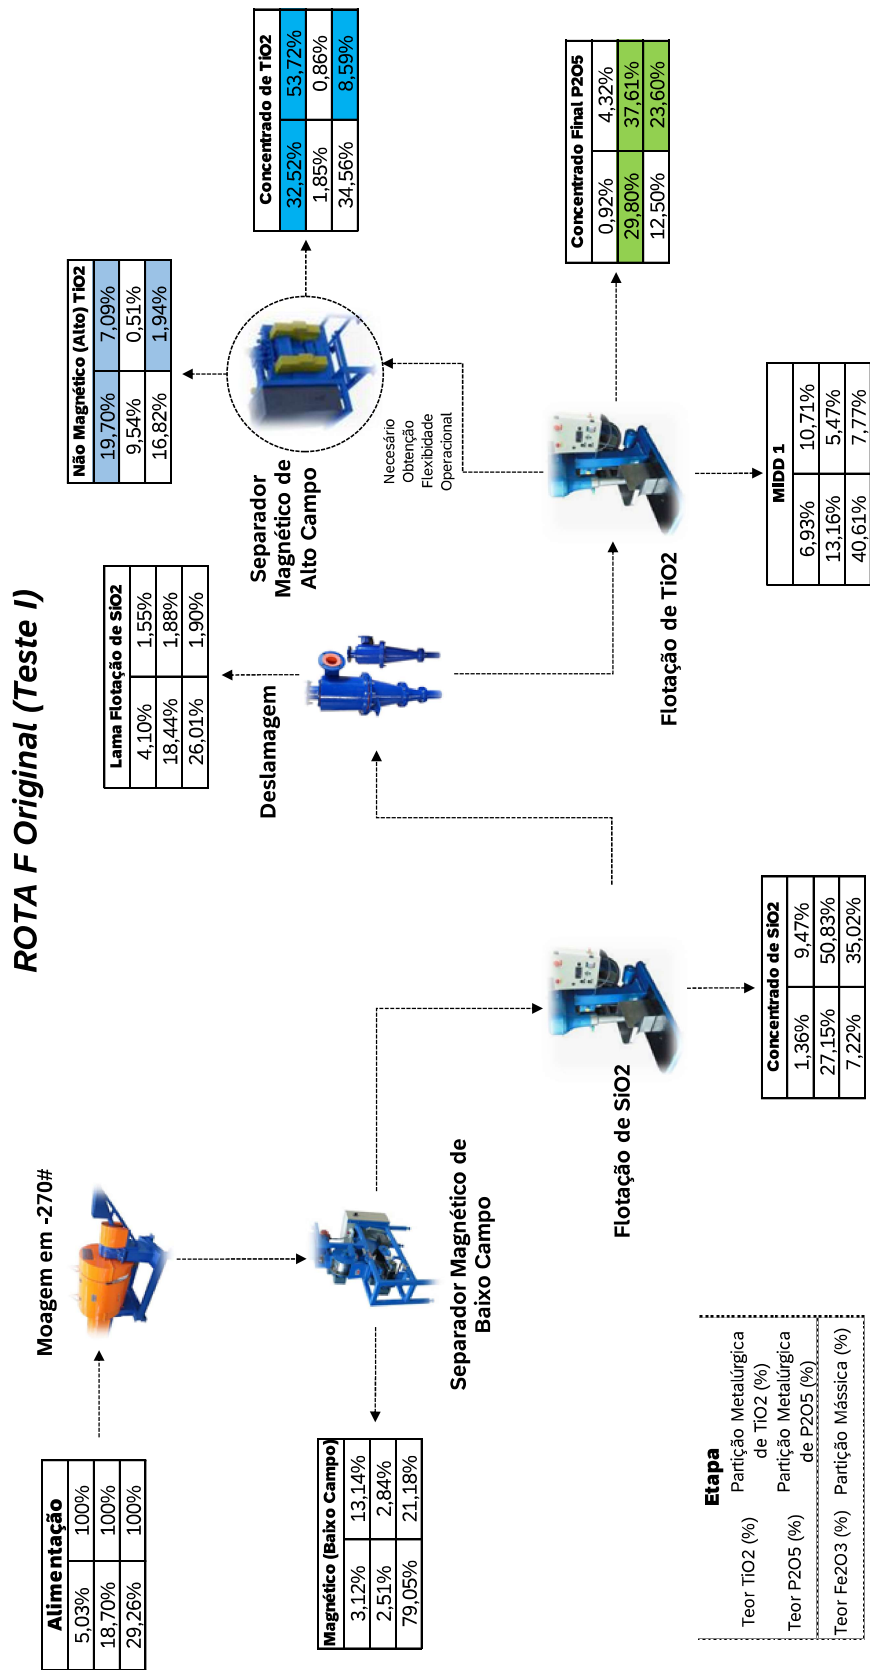 ROTA F Original (Teste I)
Alimentação
5,03% 100%
18,70% 100%
29,26% 100%
Moagem em -270#
Magnético (Baixo Campo)
3,12% 13,14%
2,51% 2,84%
79,05% 21,18%
Separador Magnético de
Baixo Campo
Flotação de SiO2
Concentrado de SiO2
1,36% 9,47%
27,15% 50,83%
7,22% 35,02%
Lama Flotação de SiO2
4,10% 1,55%
18,44% 1,88%
26,01% 1,90%
Deslamagem
Flotação de TiO2
MIDD 1
6,93% 10,71%
13,16% 5,47%
40,61% 7,77%
Necesário
Obtenção
Flexibidade
Operacional
Separador
Magnético de
Alto Campo
Não Magnético (Alto) TiO2
19,70% 7,09%
9,54% 0,51%
16,82% 1,94%
Concentrado de TiO2
32,52% 53,72%
1,85% 0,86%
34,56% 8,59%
Concentrado Final P2O5
0,92% 4,32%
29,80% 37,61%
12,50% 23,60%
Etapa
Teor TiO2 (%) Partição Metalúrgica
de TiO2 (%)
Teor P2O5 (%) Partição Metalúrgica
de P2O5 (%)
Teor Fe2O3 (%) Partição Mássica (%)